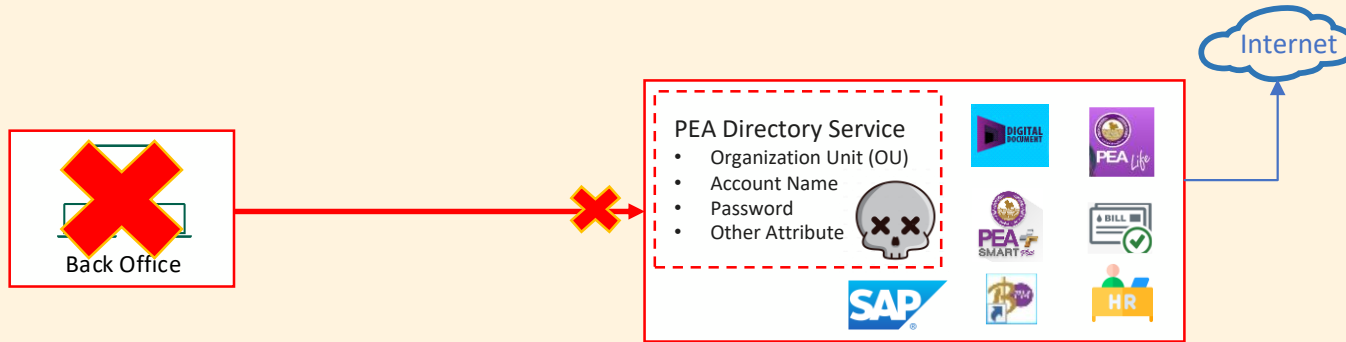 Internet
PEA Directory Service
• Organization Unit (OU)
• Account Name
• Password
• Other Attribute
Back Office
DIGITAL
DOCUMENT
PEA Life
PEA
SMART Plus
BILL
SAP
®
HR